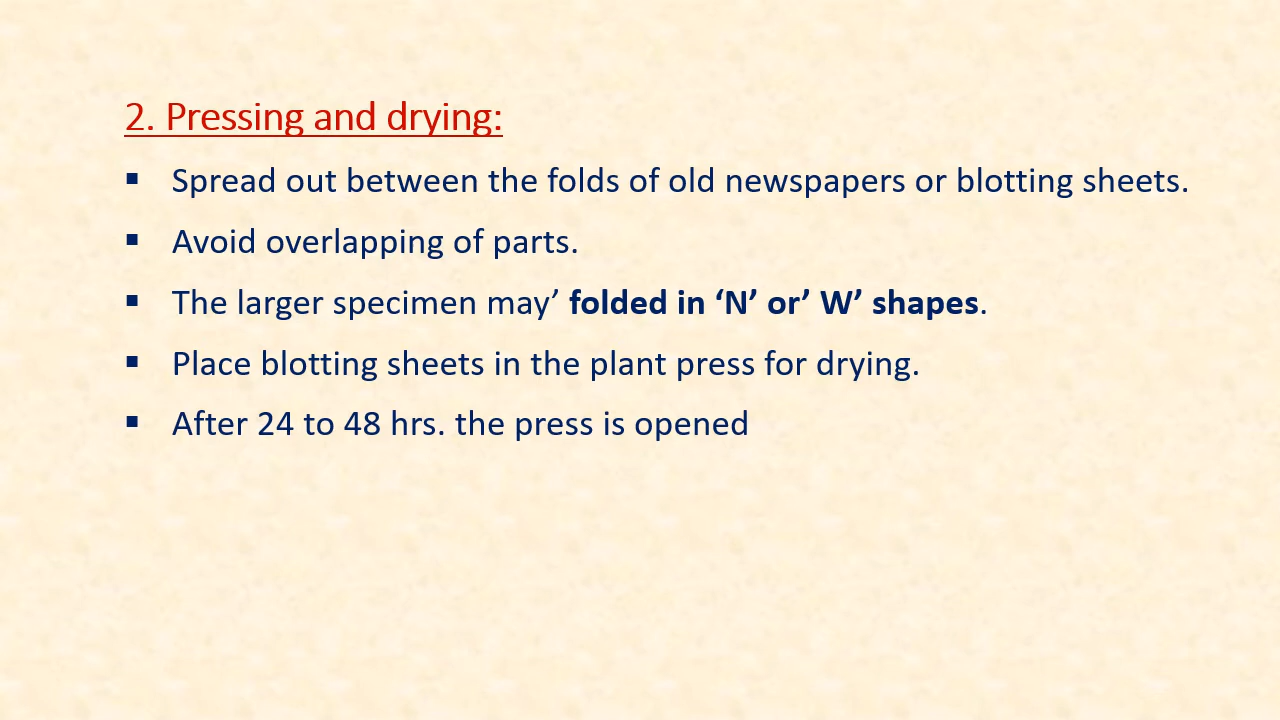 2. Pressing and drying:
▪ Spread out between the folds of old newspapers or blotting sheets.
▪ Avoid overlapping of parts.
▪ The larger specimen may’ folded in ‘N’ or’ W’ shapes.
▪ Place blotting sheets in the plant press for drying.
▪ After 24 to 48 hrs. the press is opened